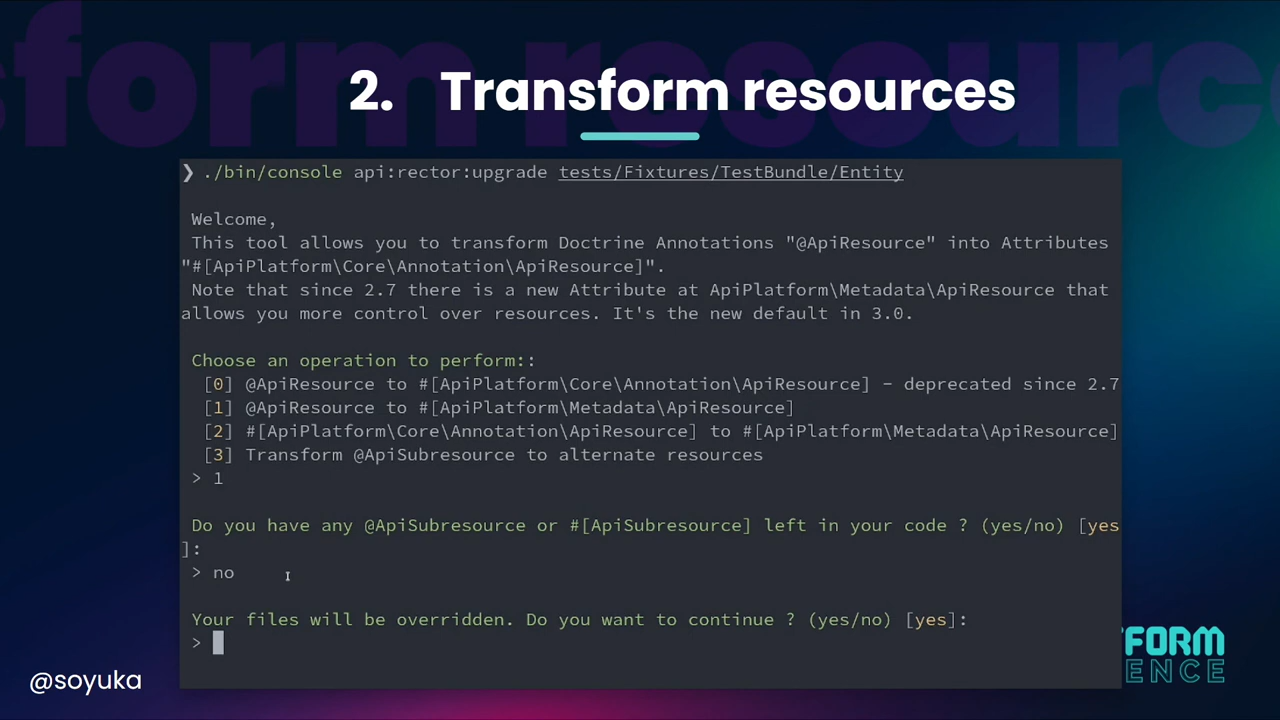 sform resource
2. Transform resources
❯ ./bin/console api:rector:upgrade tests/Fixtures/TestBundle/Entity
Welcome,
This tool allows you to transform Doctrine Annotations "@ApiResource" into Attributes
"#[ApiPlatform\Core\Annotation\ApiResource]".
Note that since 2.7 there is a new Attribute at ApiPlatform\Metadata\ApiResource that
allows you more control over resources. It's the new default in 3.0.
Choose an operation to perform::
[0] @ApiResource to #[ApiPlatform\Core\Annotation\ApiResource] - deprecated since 2.7
[1] @ApiResource to #[ApiPlatform\Metadata\ApiResource]
[2] #[ApiPlatform\Core\Annotation\ApiResource] to #[ApiPlatform\Metadata\ApiResource]
[3] Transform @ApiSubresource to alternate resources
> 1
Do you have any @ApiSubresource or #[ApiSubresource] left in your code ? (yes/no) [yes
]:
> no
Your files will be overridden. Do you want to continue ? (yes/no) [yes]:
>
TFORM
ENCE
@soyuka